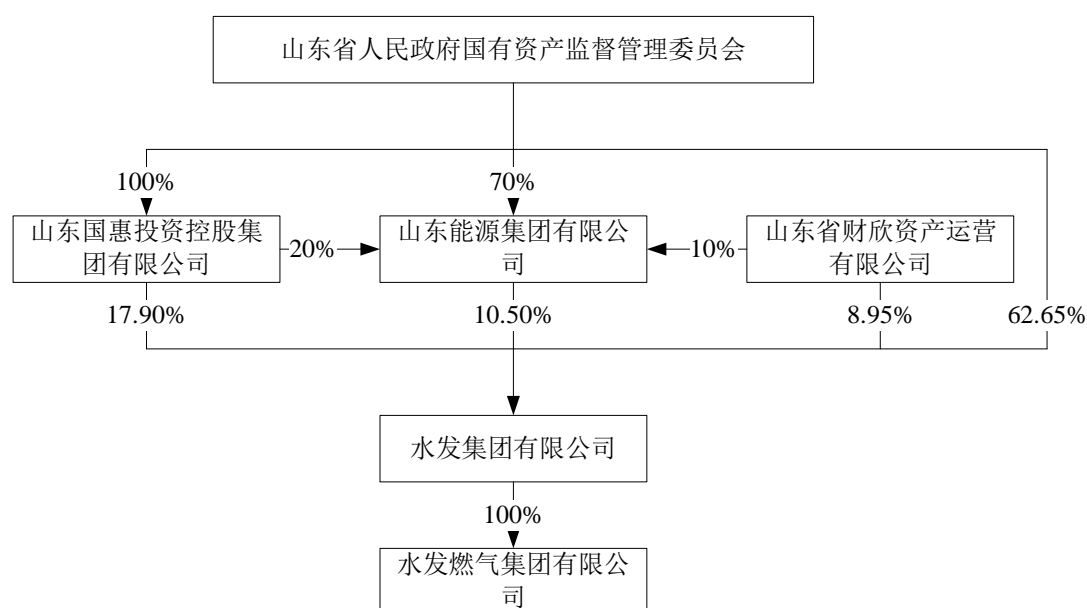 山东省人民政府国有资产监督管理委员会
100%
70%
山东国惠投资控股集
团有限公司
20%
山东能源集团有限公
司
10%
山东省财欣资产运营
有限公司
17.90%
10.50%
8.95%
62.65%
水发集团有限公司
100%
水发燃气集团有限公
司